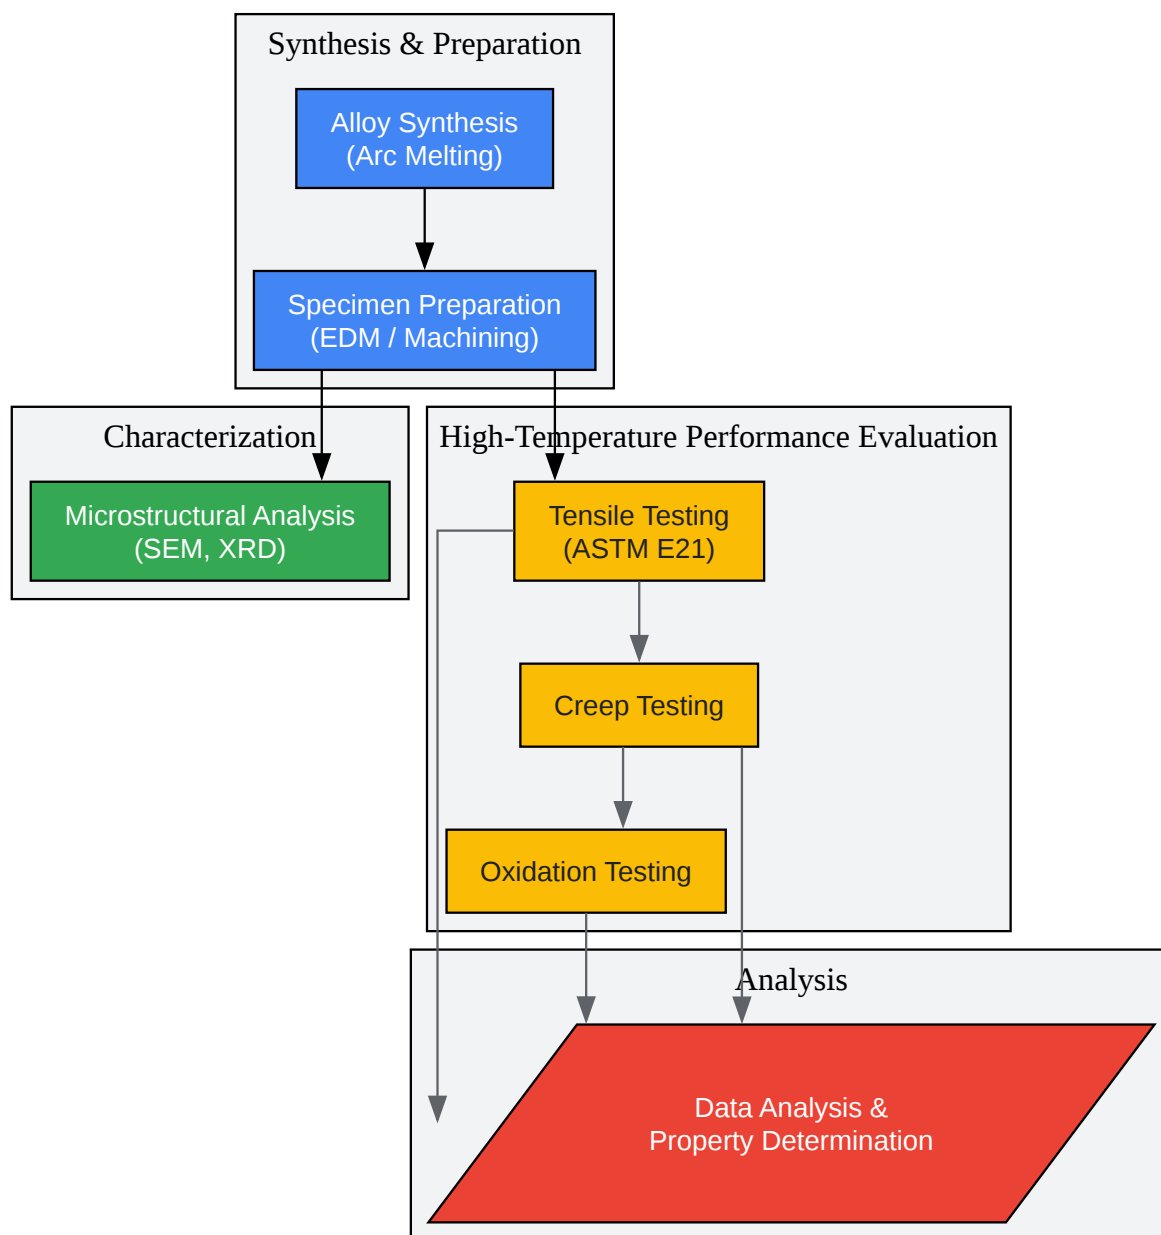 Synthesis & Preparation
Alloy Synthesis
(Arc Melting)
Specimen Preparation
(EDM / Machining)
Characterization
Microstructural Analysis
(SEM, XRD)
High-Temperature Performance Evaluation
Tensile Testing
(ASTM E21)
Creep Testing
Oxidation Testing
Analysis
Data Analysis &
Property Determination